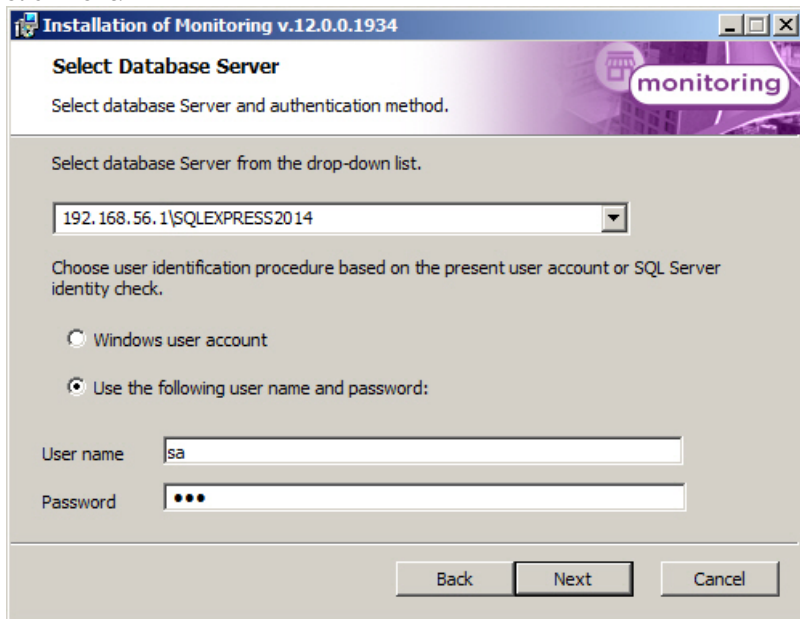 Installation of Monitoring v.12.0.0.1934
Select Database Server
Select database Server and authentication method.
monitoring
Select database Server from the drop-down list.
192.168.56.1\SQLEXPRESS2014
Choose user identification procedure based on the present user account or SQL Server
identity check.
Windows user account
Use the following user name and password:
User name
sa
Password
●●●
Back
Next
Cancel